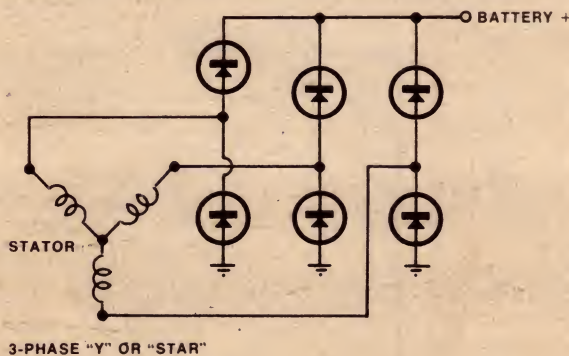 BATTERY +
STATOR
3-PHASE "Y" OR "STAR"